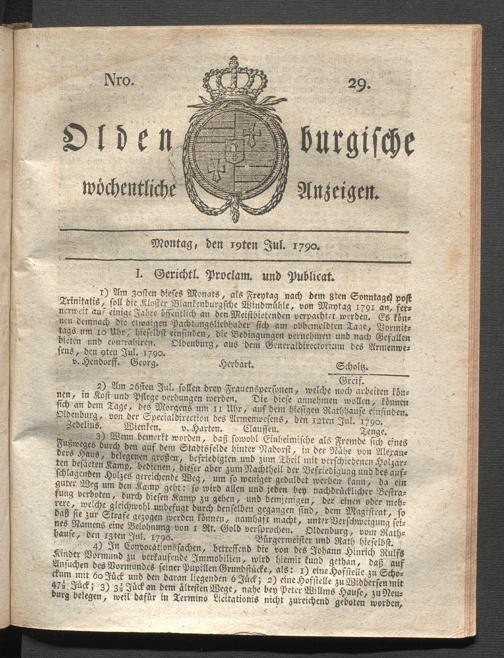 Nro. 29.
Oldenburgische
wöchentliche Anzeigen.
Montag, den 19ten Jul. 1790.
I. Gerichtl. Proclam. und Publicat.
1) Am 30sten dieses Monats, als Freytag nach dem 8ten Sonntage post
Trinitatis, soll die Kloster Blankenburgsche Windmühle, von Maytag 1791 an, fer-
nerweit auf einige Jahre öffentlich an den Meistbietenden verpachtet werden. Es kön-
nen demnach die etwaigen Pachtungsliebhaber sich am obbemeldten Tage, Vormit-
tags um 10 Uhr, hieselbst einfinden, die Bedingungen vernehmen und nach Gefallen
bieten und contrahiren. Oldenburg, aus dem Generaldirectorium des Armenwe-
sens, den 9ten Jul. 1790.
v. Hendorff. Georg. Herbart. Scholtz.
Greif.
2) Am 26sten Jul. sollen drey Frauenspersonen, welche noch arbeiten kön-
nen, in Kost und Pflege verdungen werden. Die diese annehmen wollen, können
sich an dem Tage, des Morgens um 11 Uhr, auf dem hiesigen Rathhause einfinden.
Oldenburg, von der Specialdirection des Armenwesens, den 12ten Jul. 1790.
Zedelius. Wienken. v. Harten. Claussen. Tenge.
3) Wann bemerkt worden, daß sowohl Einheimische als Fremde sich eines
Fußweges durch den auf dem Stadtsfelde hinter Nadorst, in der Nähe von Alexan-
ders Haus, belegenen großen, befriedigten und zum Theil mit verschiedenen Holzar-
ten besäeten Kamp, bedienen, dieser aber zum Nachtheil der Befriedigung und des auf-
schlagenden Holzes gereichende Weg, um so weniger geduldet werden kann, da ein
guter Weg um den Kamp geht: so wird allen und jeden bey nachdrücklicher Bestra-
fung verboten, durch diesen Kamp zu gehen, und demjenigen, der einen oder meh-
rere, welche gleichwohl unbefugt durch denselben gegangen sind, dem Magistrat, so
daß sie zur Strafe gezogen werden können, namhaft macht, unter Verschweigung sei-
nes Namens eine Belohnung von 1 Rt. Gold versprochen. Oldenburg, vom Rath-
hause, den 13ten Jul. 1790. Bürgermeister und Rath hieselbst.
4) In Convocationssachen, betreffend die von des Johann Hinrich Rulfs
Kinder Vormund zu verkaufende Immobilien, wird hiemit kund gethan, daß auf
Ansuchen des Vormundes seiner Pupillen Grundstücke, als: 1) eine Hofstelle zu Scho-
ckum mit 60 Jück und den daran liegenden 6 Jück; 2) eine Hofstelle zu Widdersen mit
47½ Jück; 3) 3½ Jück an dem ältesten Wege, nahe bey Peter Willms Hause, zu Neu-
burg belegen, weil dafür in Termino Licitationis nicht zureichend geboten worden,